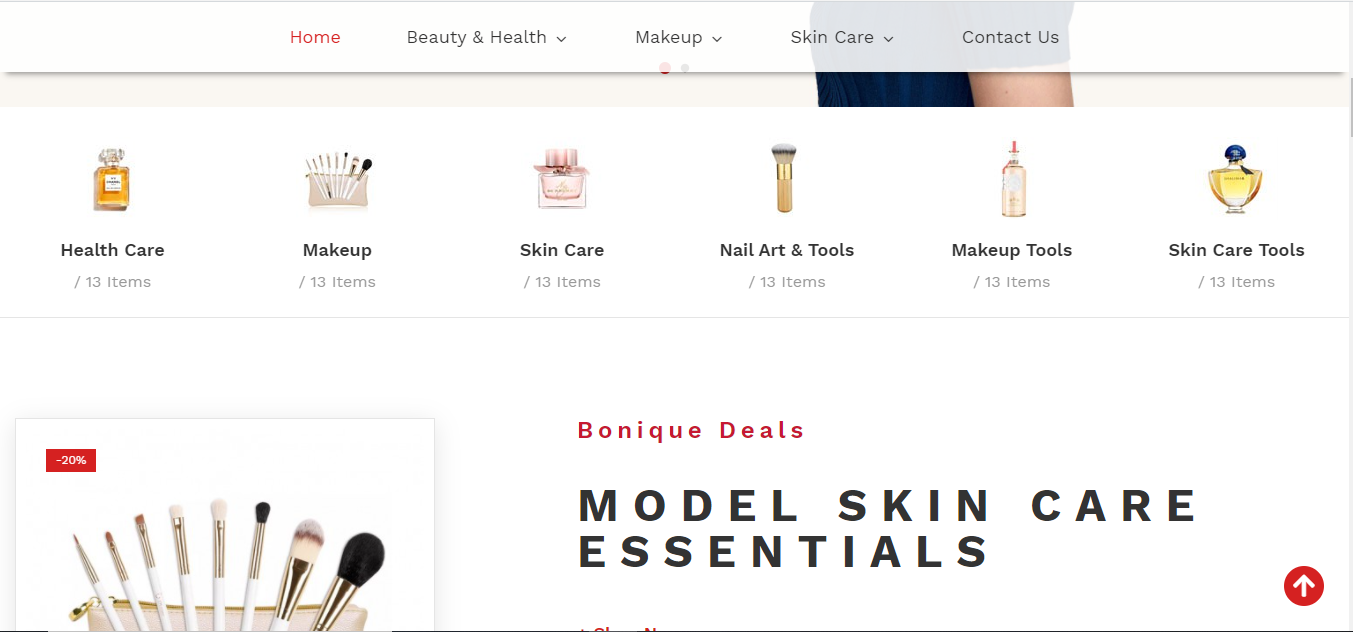 Home Beauty & Health Makeup Skin Care Contact Us
Health Care Makeup Skin Care Nail Art & Tools Makeup Tools Skin Care Tools
/ 13 Items / 13 Items / 13 Items / 13 Items / 13 Items / 13 Items
Bonique Deals
-20%
MODEL SKIN CARE
ESSENTIALS